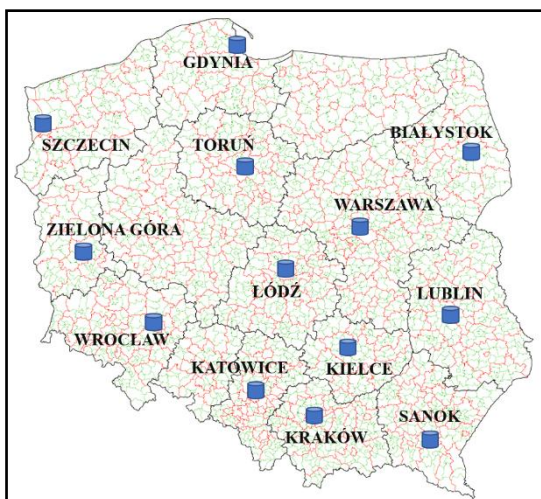 GDYNIA
SZCZECIN
TORUŃ
BIAŁYSTOK
WARSZAWA
ZIELONA GÓRA
ŁÓDŹ
LUBLIN
WROCŁAW
KATOWICE
KIELCE
KRAKÓW
SANOK